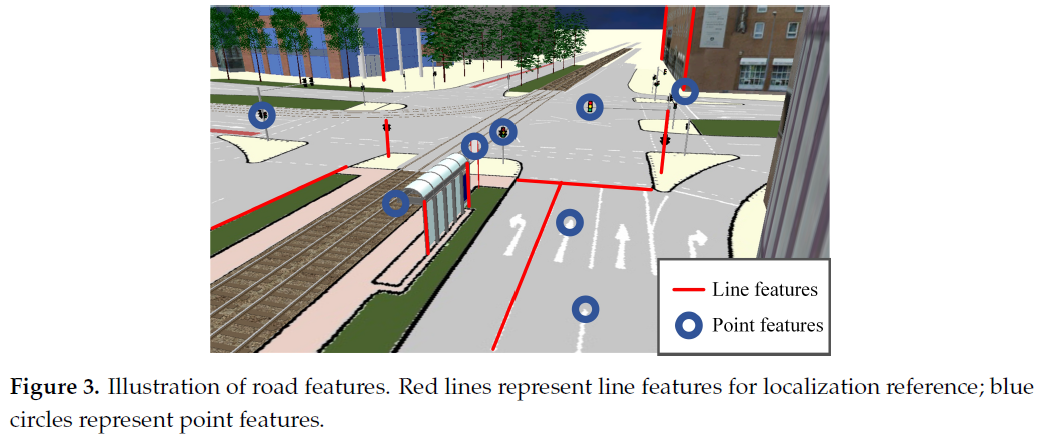 Line features
Point features
Figure 3. Illustration of road features. Red lines represent line features for localization reference; blue
circles represent point features.